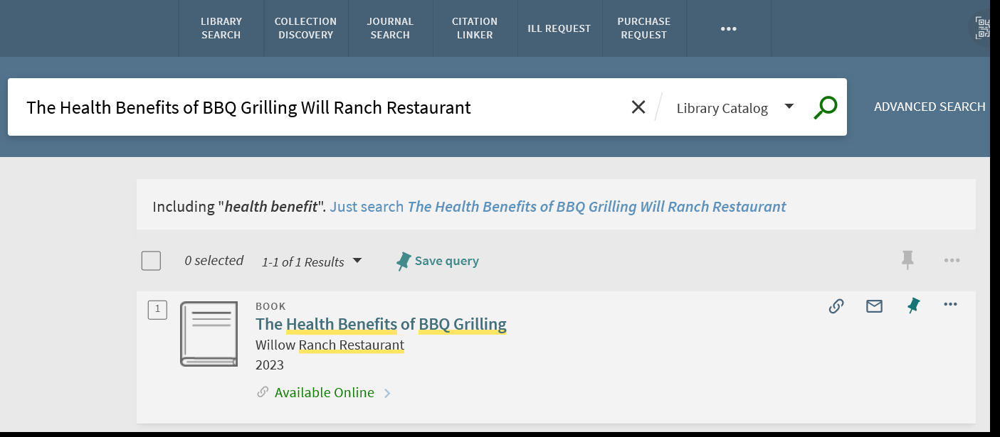 LIBRARY SEARCH
COLLECTION DISCOVERY
JOURNAL SEARCH
CITATION LINKER
ILL REQUEST
PURCHASE REQUEST
The Health Benefits of BBQ Grilling Will Ranch Restaurant
Library Catalog
ADVANCED SEARCH
Including "health benefit". Just search The Health Benefits of BBQ Grilling Will Ranch Restaurant
0 selected
1-1 of 1 Results
Save query
1
BOOK
The Health Benefits of BBQ Grilling
Willow Ranch Restaurant
2023
Available Online